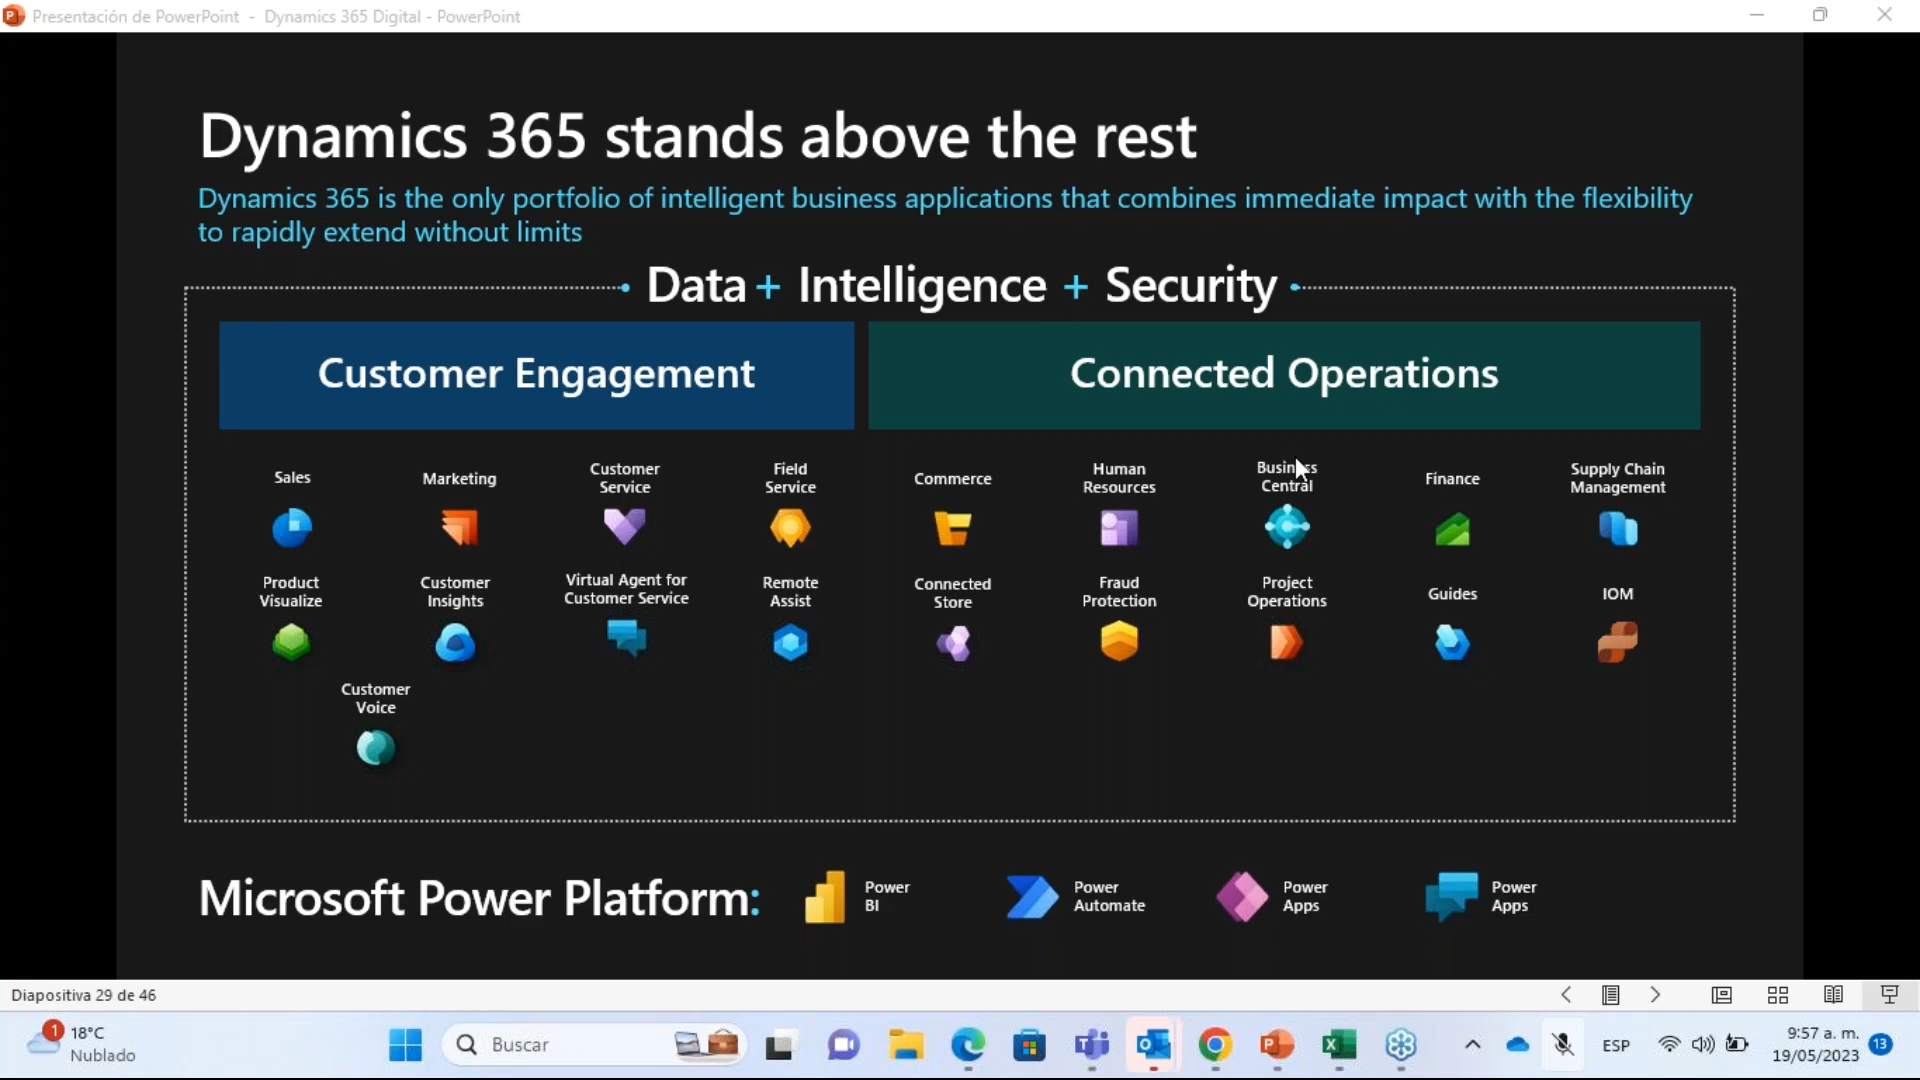 Presentación de PowerPoint - Dynamics 365 Digital - PowerPoint
Dynamics 365 stands above the rest
Dynamics 365 is the only portfolio of intelligent business applications that combines immediate impact with the flexibility
to rapidly extend without limits
Data + Intelligence + Security
Customer Engagement
Connected Operations
Sales
Marketing
Customer
Service
Field
Service
Commerce
Human
Resources
Business
Central
Finance
Supply Chain
Management
Product
Visualize
Customer
Insights
Virtual Agent for
Customer Service
Remote
Assist
Connected
Store
Fraud
Protection
Project
Operations
Guides
IOM
Customer
Voice
Microsoft Power Platform:
Power
BI
Power
Automate
Power
Apps
Power
Apps
Diapositiva 29 de 46
1
18°C
Nublado
Buscar
ESP
9:57 a. m.
19/05/2023
13